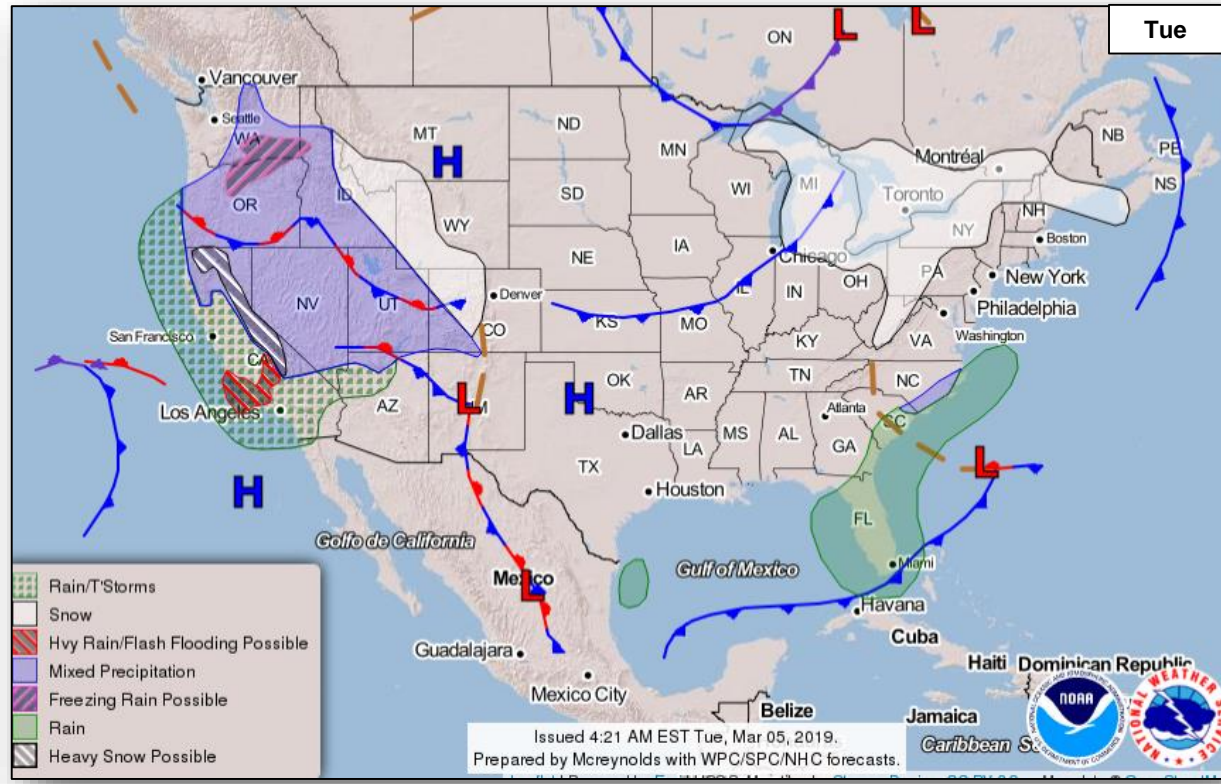 Tue
ON
L
L
Vancouver
Seattle
WA
MT
ND
MN
Montréal
NB
PE
NS
H
OR
ID
SD
WI
MI
Toronto
NH
Boston
WY
NY
IA
Chicago
NE
PA
New York
OH
Philadelphia
NV
UT
Denver
IL
IN
Washington
CO
KS
MO
San Francisco
KY
VA
CA
TN
NC
OK
AR
H
L
Los Angeles
AZ
Atlanta
SC
Dallas
MS
AL
GA
LA
TX
L
H
Houston
FL
Golfo de California
Gulf of Mexico
Miami
Mexico
L
Havana
Cuba
Guadalajara
Haiti
Dominican Republic
Mexico City
Belize
Jamaica
Rain/T'Storms
Snow
Hvy Rain/Flash Flooding Possible
Mixed Precipitation
Freezing Rain Possible
Rain
Heavy Snow Possible
Issued 4:21 AM EST Tue, Mar 05, 2019.
Prepared by Mcreynolds with WPC/SPC/NHC forecasts.
Caribbean
NOAA
NATIONAL WEATHER SERVICE